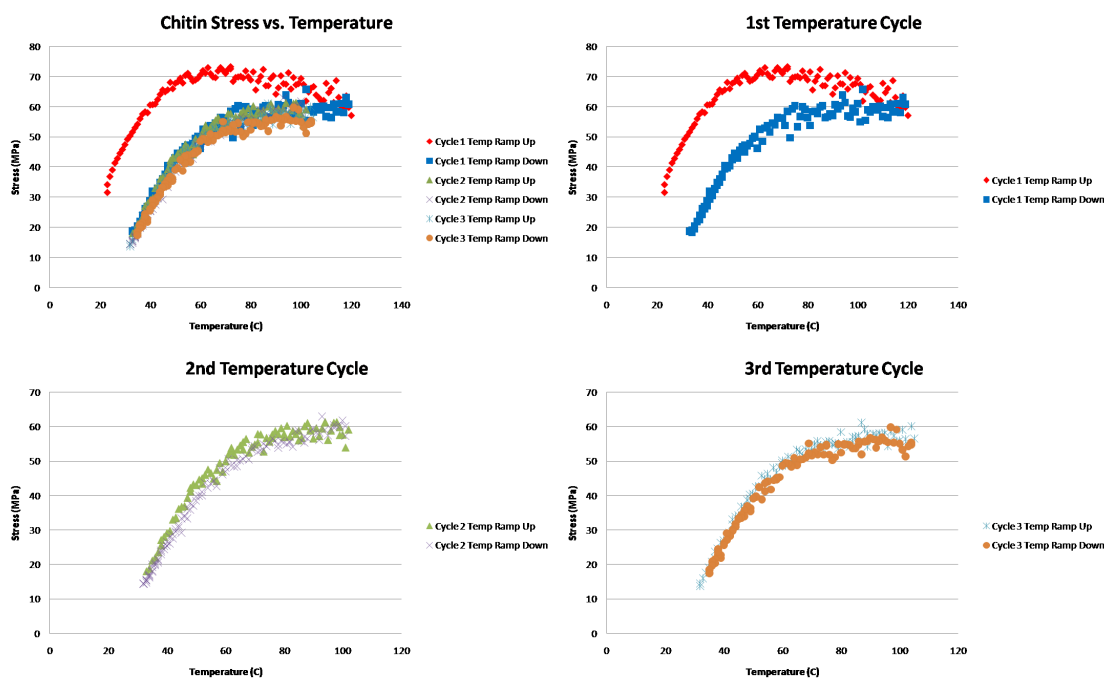 Chitin Stress vs. Temperature
80
70
60
50
40
30
20
10
0
Stress (MPa)
0 20 40 60 80 100 120 140
Temperature (C)
Cycle 1 Temp Ramp Up
Cycle 1 Temp Ramp Down
Cycle 2 Temp Ramp Up
Cycle 2 Temp Ramp Down
Cycle 3 Temp Ramp Up
Cycle 3 Temp Ramp Down
1st Temperature Cycle
80
70
60
50
40
30
20
10
0
Stress (MPa)
0 20 40 60 80 100 120 140
Temperature (C)
Cycle 1 Temp Ramp Up
Cycle 1 Temp Ramp Down
2nd Temperature Cycle
70
60
50
40
30
20
10
0
Stress (MPa)
0 20 40 60 80 100 120
Temperature (C)
Cycle 2 Temp Ramp Up
Cycle 2 Temp Ramp Down
3rd Temperature Cycle
70
60
50
40
30
20
10
0
Stress (MPa)
0 20 40 60 80 100 120
Temperature (C)
Cycle 3 Temp Ramp Up
Cycle 3 Temp Ramp Down